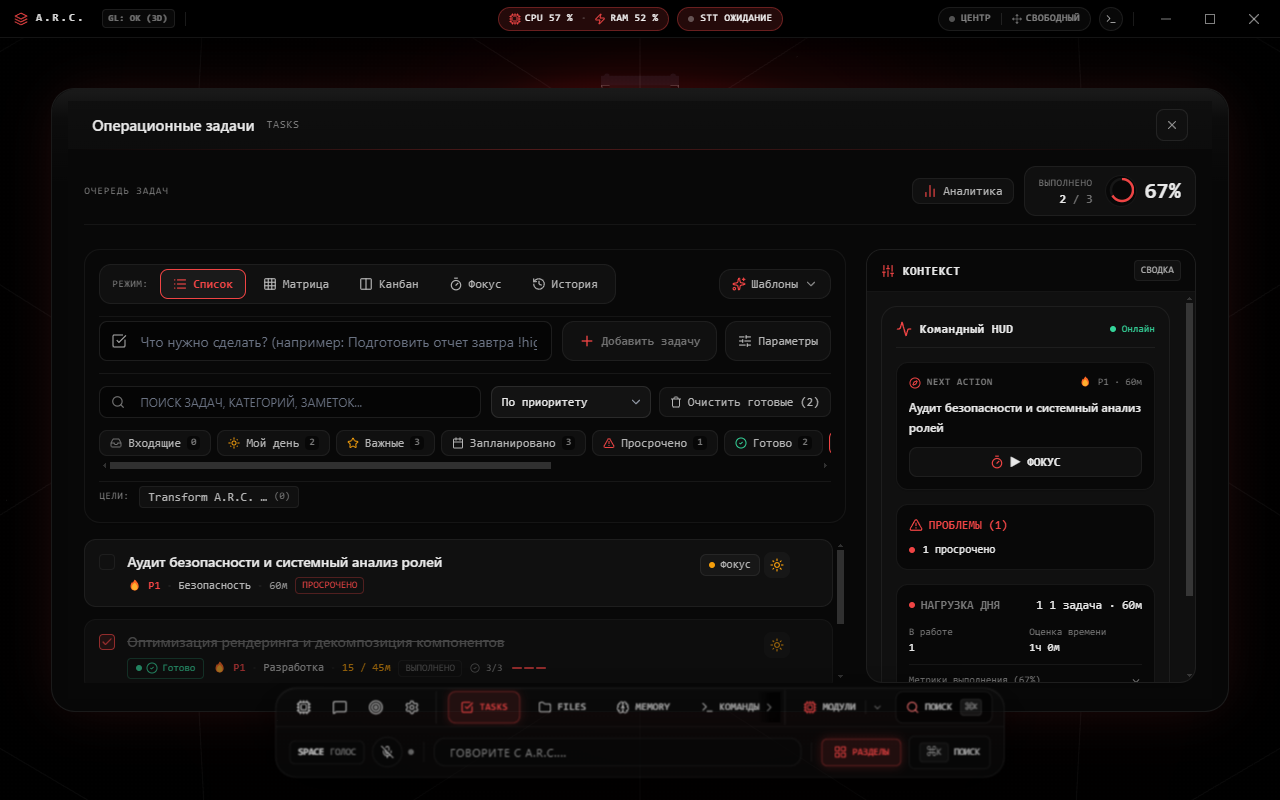 A.R.C. GL: OK (3D) CPU 57 % · RAM 52 % STT ОЖИДАНИЕ ЦЕНТР СВОБОДНЫЙ
Операционные задачи TASKS
ОЧЕРЕДЬ ЗАДАЧ Аналитика ВЫПОЛНЕНО 2 / 3 67%
РЕЖИМ: Список Матрица Канбан Фокус История Шаблоны
Что нужно сделать? (например: Подготовить отчет завтра !hig Добавить задачу Параметры
ПОИСК ЗАДАЧ, КАТЕГОРИЙ, ЗАМЕТОК... По приоритету Очистить готовые (2)
Входящие 0 Мой день 2 Важные 3 Запланировано 3 Просрочено 1 Готово 2
ЦЕЛИ: Transform A.R.C. … (0)
Аудит безопасности и системный анализ ролей Фокус
P1 · Безопасность · 60м ПРОСРОЧЕНО
Оптимизация рендеринга и декомпозиция компонентов
Готово P1 · Разработка · 15 / 45м ВЫПОЛНЕНО 3/3
КОНТЕКСТ СВОДКА
Командный HUD Онлайн
NEXT ACTION P1 · 60м
Аудит безопасности и системный анализ
ролей
ФОКУС
ПРОБЛЕМЫ (1)
1 просрочено
НАГРУЗКА ДНЯ 1 1 задача · 60м
В работе Оценка времени
1 1ч 0м
Метрики выполнения (67%)
TASKS FILES MEMORY КОМАНДЫ МОДУЛИ ПОИСК ⌘K
SPACE ГОЛОС ГОВОРИТЕ С A.R.C.... РАЗДЕЛЫ ⌘K ПОИСК